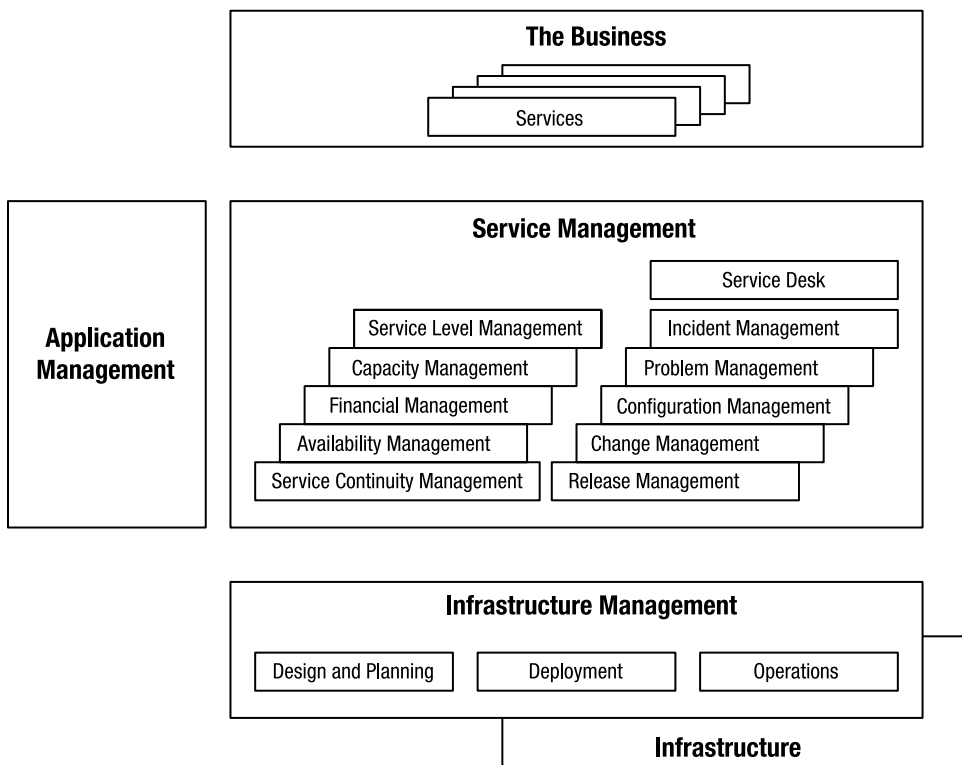 The Business
Services
Application
Management
Service Management
Service Desk
Service Level Management
Capacity Management
Financial Management
Availability Management
Service Continuity Management
Incident Management
Problem Management
Configuration Management
Change Management
Release Management
Infrastructure Management
Design and Planning
Deployment
Operations
Infrastructure